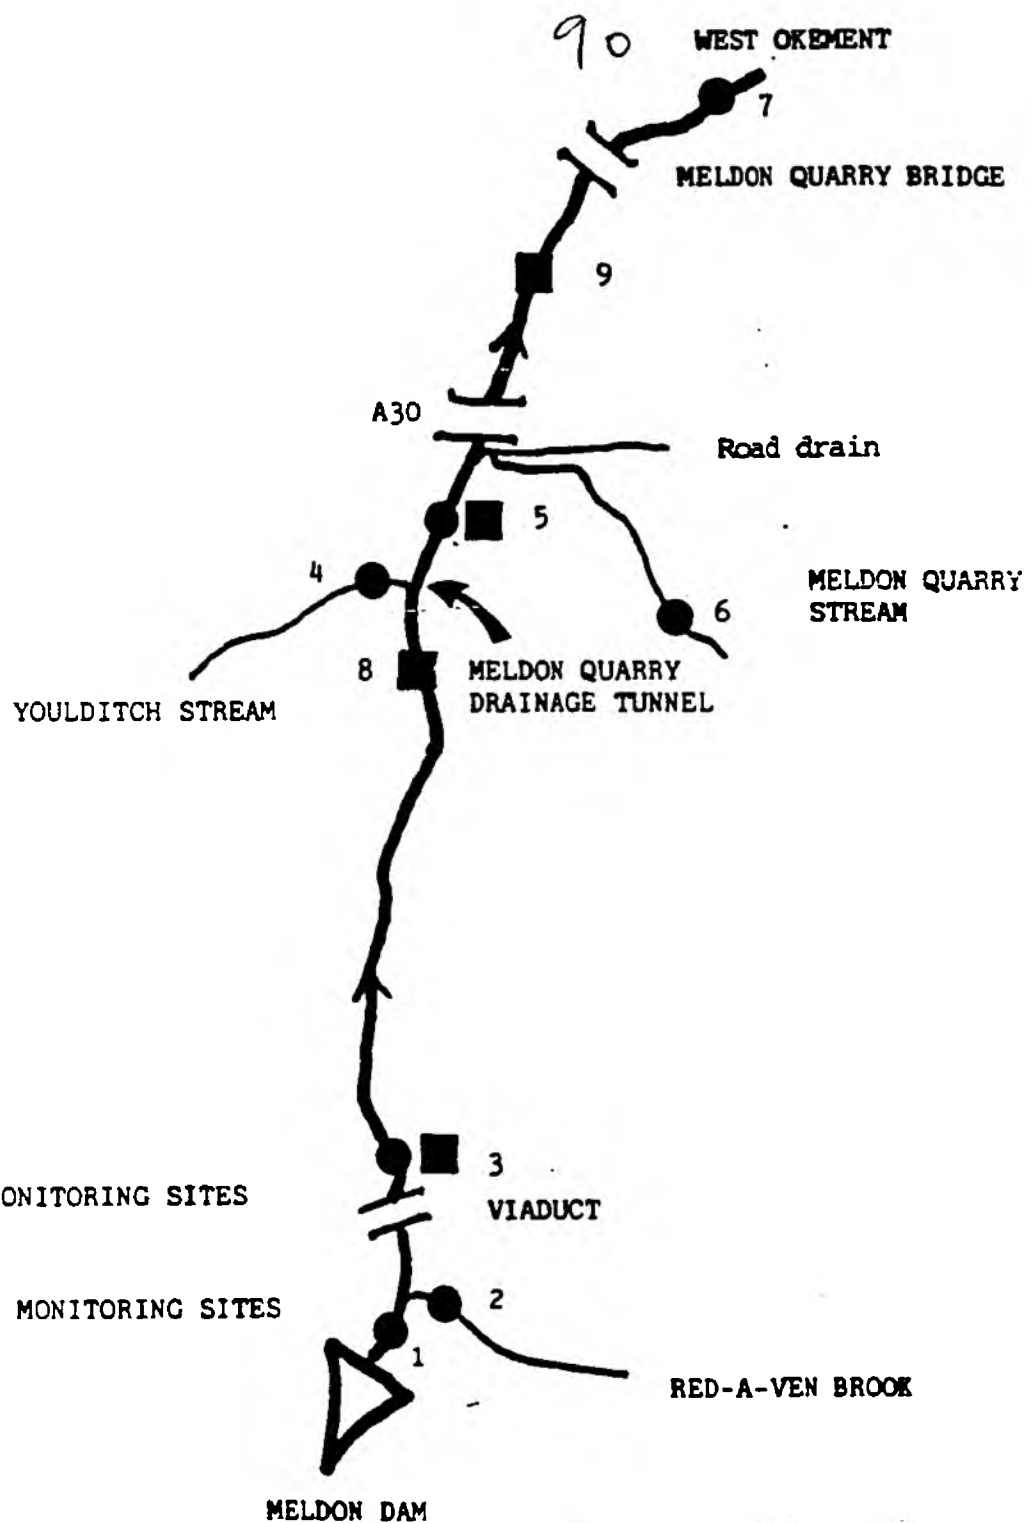 90
WEST OKEMENT
7
MELDON QUARRY BRIDGE
9
A30
Road drain
5
4
MELDON QUARRY
STREAM
6
8
MELDON QUARRY
DRAINAGE TUNNEL
YOULDITCH STREAM
3
ONITORING SITES
VIADUCT
MONITORING SITES
2
1
RED-A-VEN BROOK
MELDON DAM